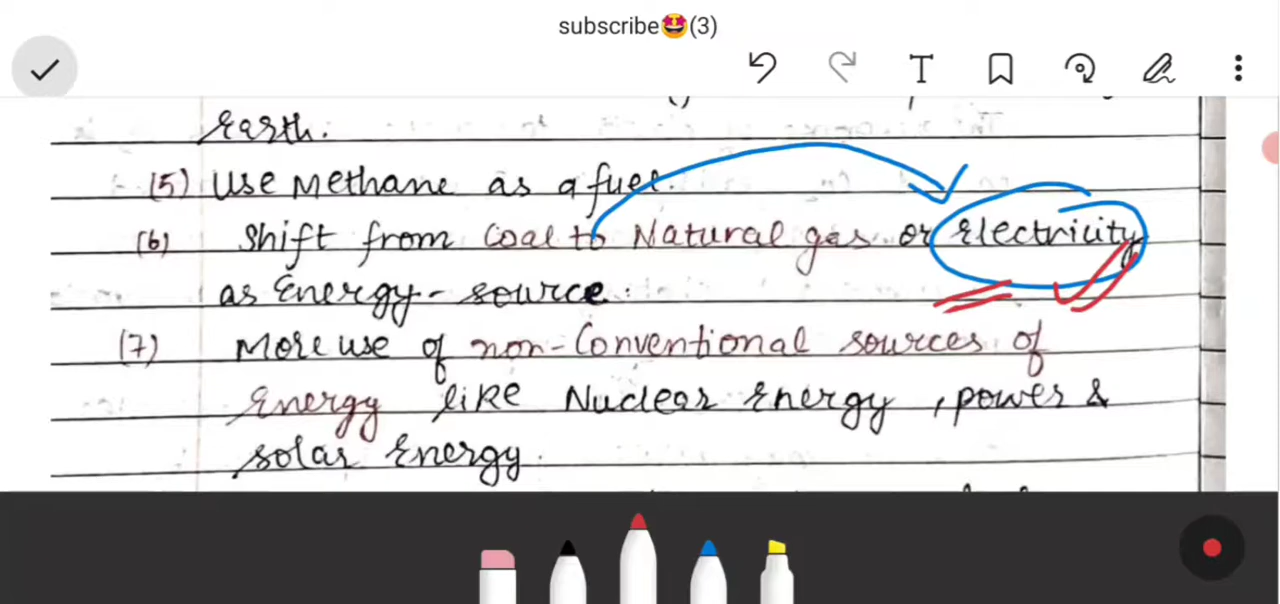 subscribe🤩(3)
T
Earth.
(5) Use Methane as a fuel.
(6) Shift from Coal to Natural gas or Electricity
as Energy-source.
(7) More use of non-Conventional sources of
Energy like Nuclear Energy, power &
solar Energy.